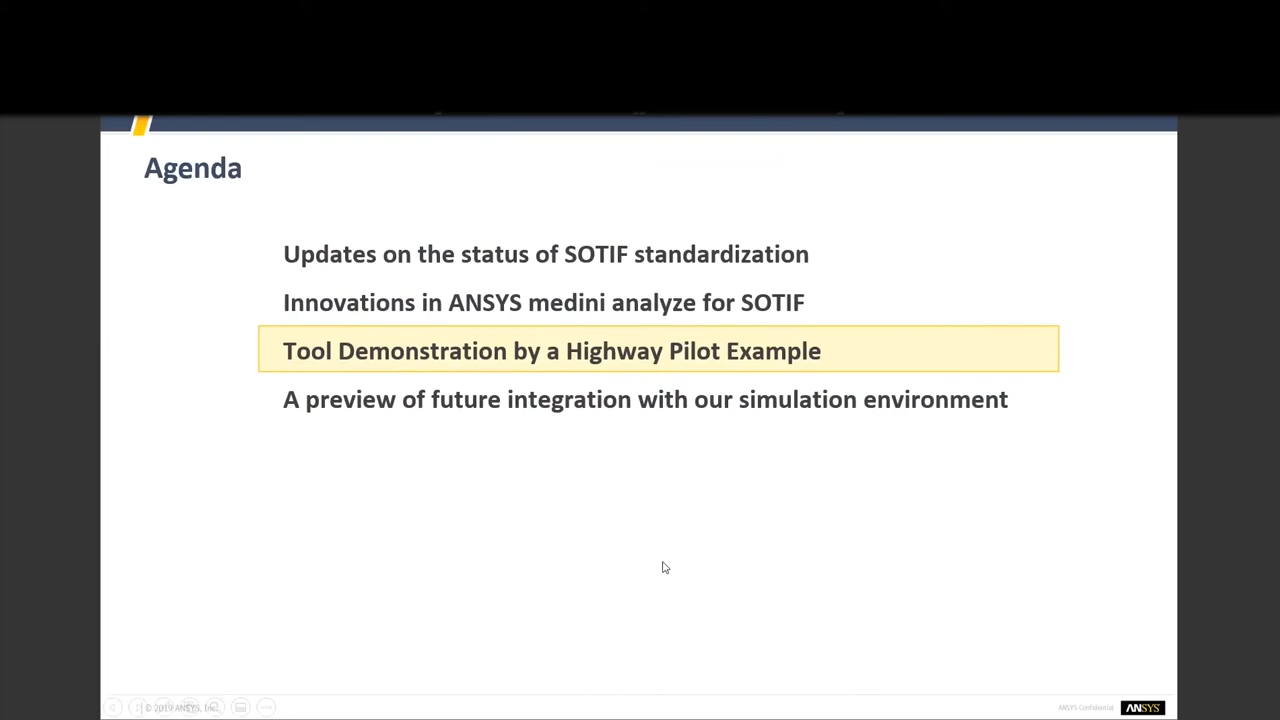 Agenda
Updates on the status of SOTIF standardization
Innovations in ANSYS medini analyze for SOTIF
Tool Demonstration by a Highway Pilot Example
A preview of future integration with our simulation environment
© 2019 ANSYS, Inc.
ANSYS Confidential
ANSYS